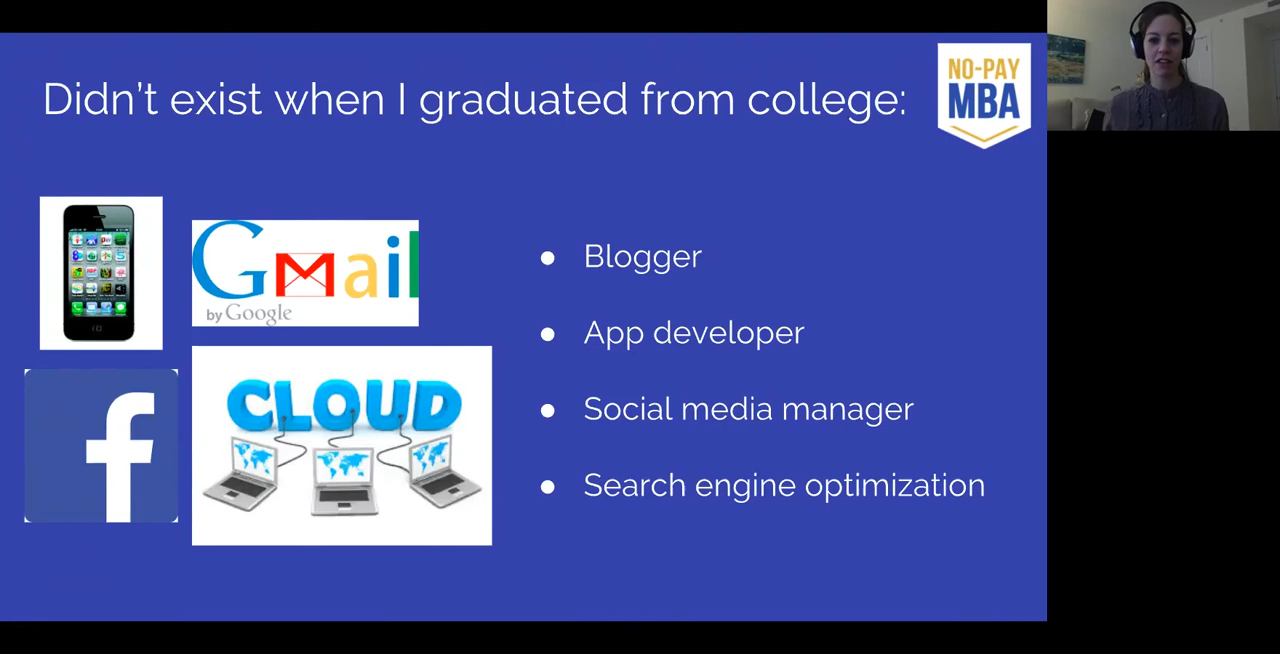 Didn't exist when I graduated from college:
NO-PAY
MBA
Gmail
by Google
CLOUD
● Blogger
● App developer
● Social media manager
● Search engine optimization